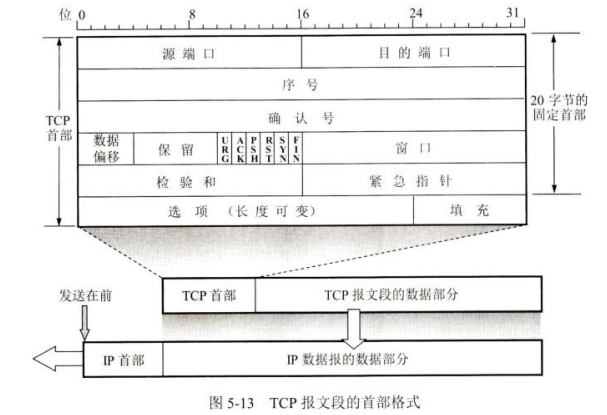 位 0 8 16 24 31
源端口 目的端口
序号
TCP 首部
确认号
20 字节的固定首部
数据偏移 保留 URG ACK PSH RST SYN FIN 窗口
检验和 紧急指针
选项 (长度可变) 填充
发送在前
TCP 首部 TCP 报文段的数据部分
IP 首部 IP 数据报的数据部分
图 5-13 TCP 报文段的首部格式